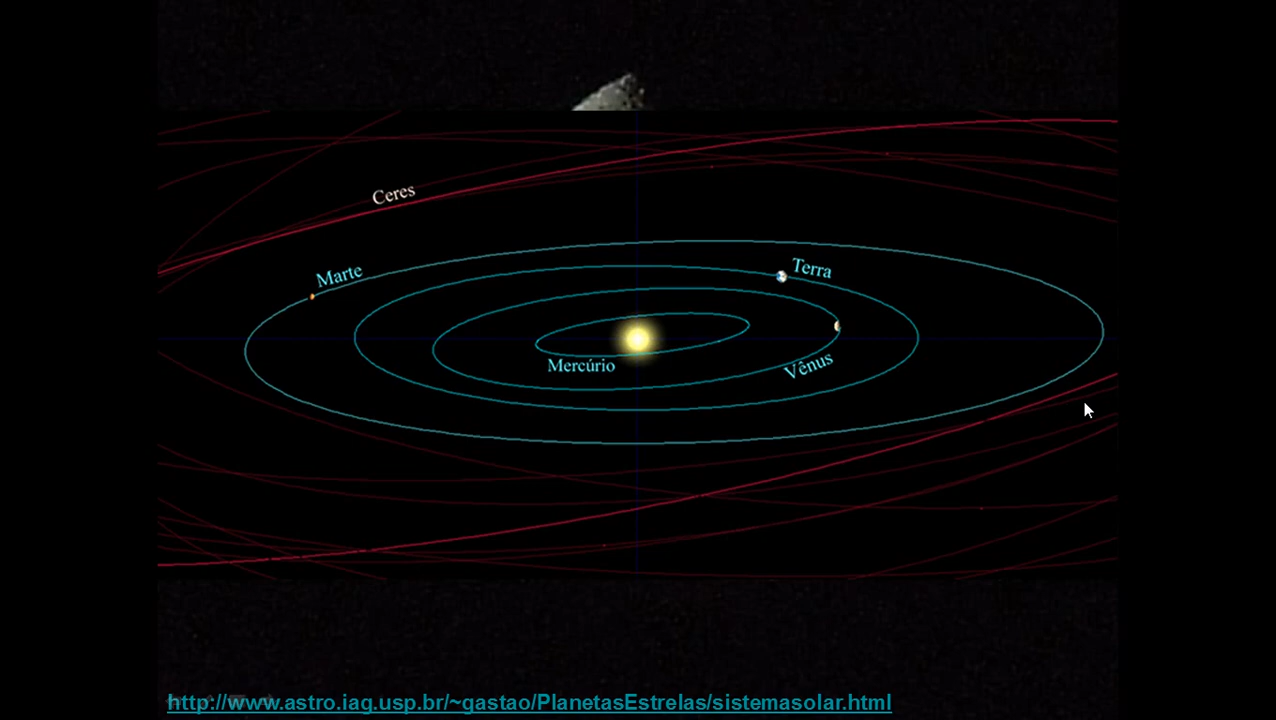 Ceres
Marte
Terra
Mercúrio
Vênus
http://www.astro.iag.usp.br/~gastao/PlanetasEstrelas/sistemasolar.html